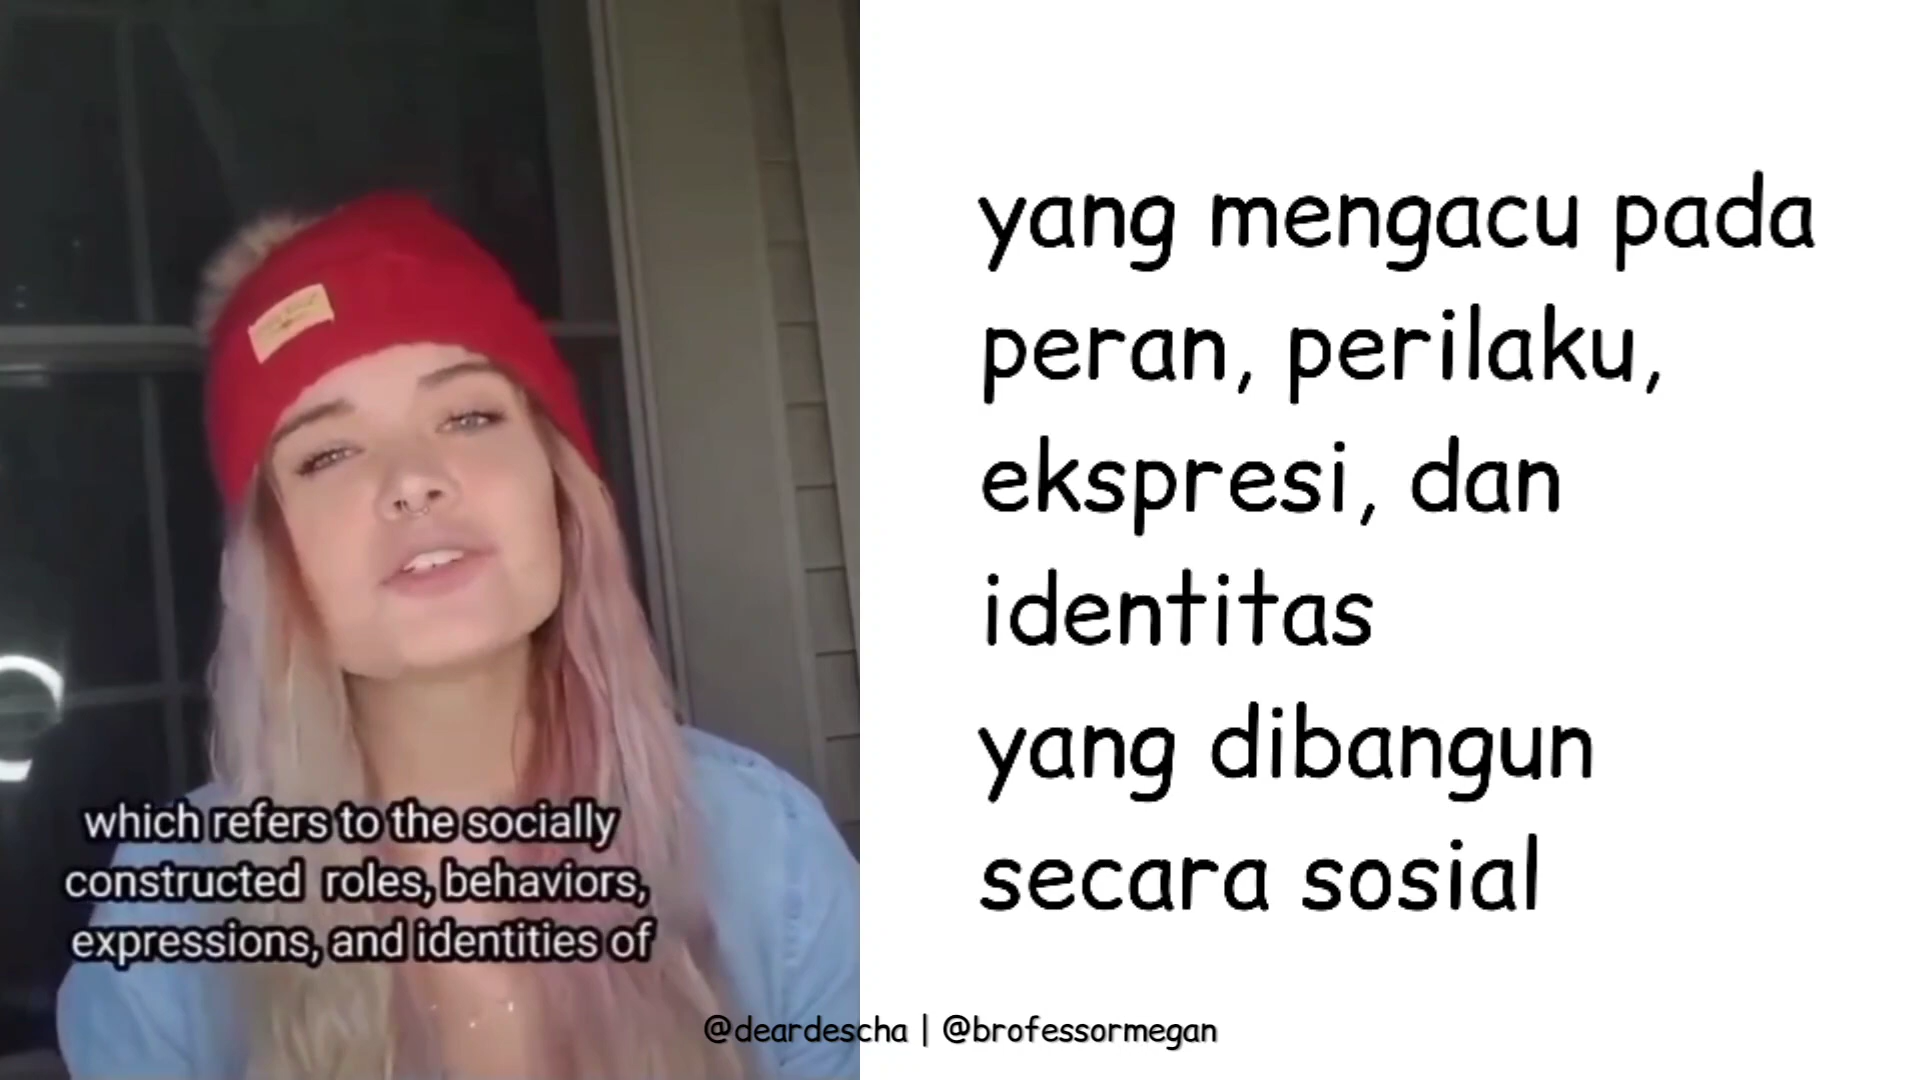 yang mengacu pada
peran, perilaku,
ekspresi, dan
identitas
yang dibangun
secara sosial
which refers to the socially
constructed roles, behaviors,
expressions, and identities of
@deardescha | @brofessormegan